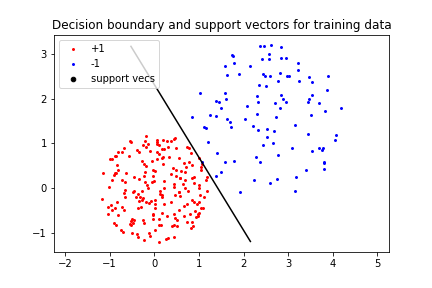 Decision boundary and support vectors for training data
+1
-1
support vecs
3
2
1
0
−1
−2 −1 0 1 2 3 4 5